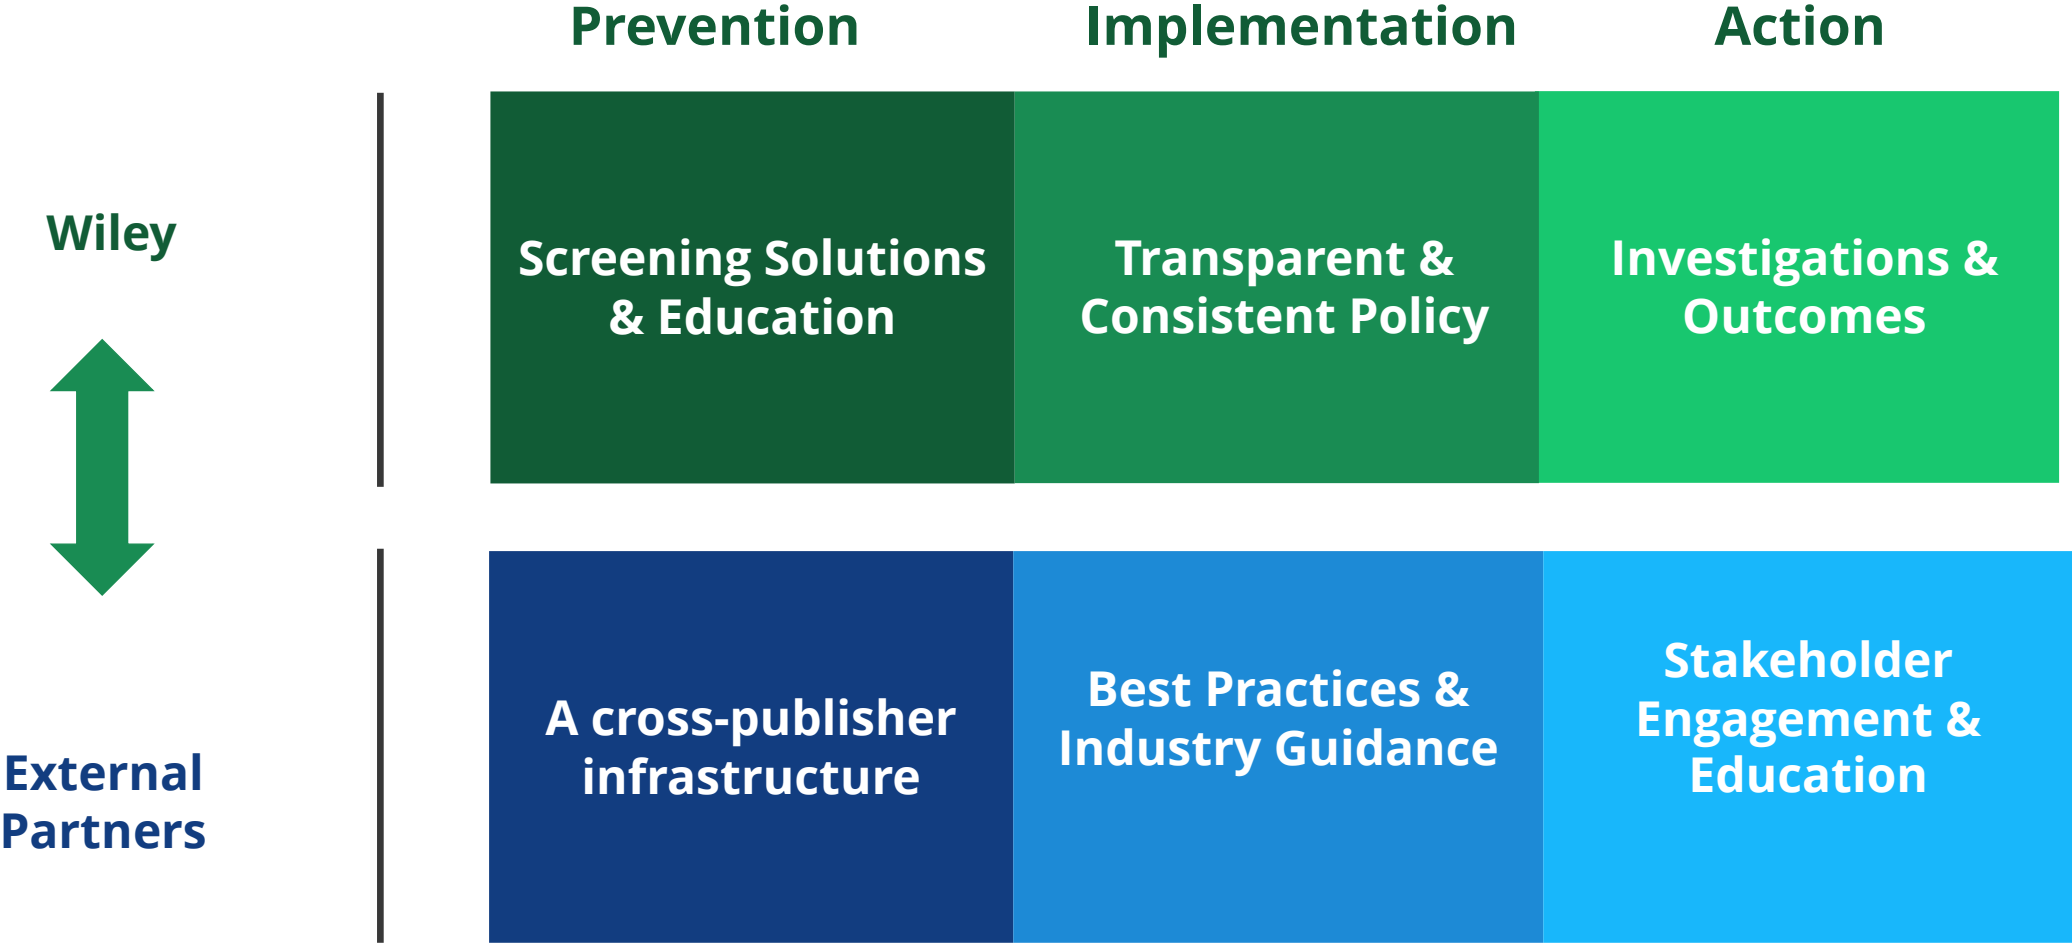 Prevention
Implementation
Action
Wiley
Screening Solutions
& Education
Transparent &
Consistent Policy
Investigations &
Outcomes
External
Partners
A cross-publisher
infrastructure
Best Practices &
Industry Guidance
Stakeholder
Engagement &
Education